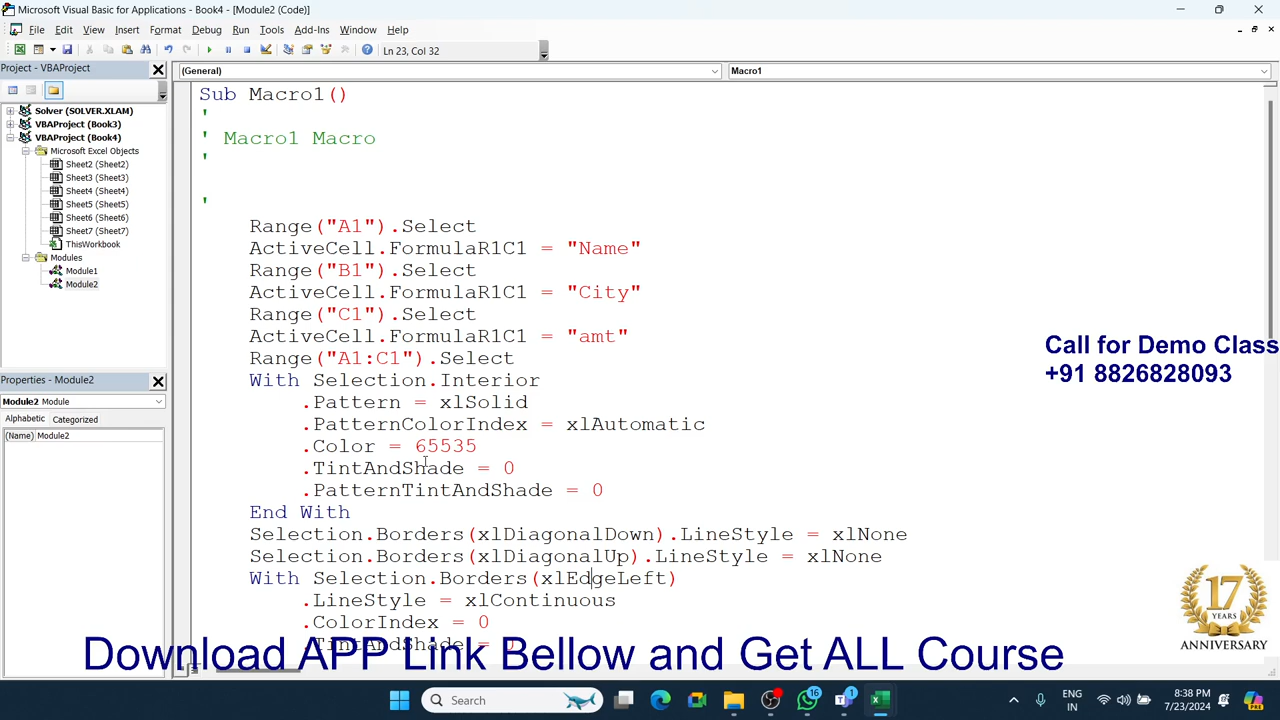 Microsoft Visual Basic for Applications - Book4 - [Module2 (Code)]
File Edit View Insert Format Debug Run Tools Add-Ins Window Help
Ln 23, Col 32
Project - VBAProject
(General)
Macro1
Solver (SOLVER.XLAM)
VBAProject (Book3)
VBAProject (Book4)
Microsoft Excel Objects
Sheet2 (Sheet2)
Sheet3 (Sheet3)
Sheet4 (Sheet4)
Sheet5 (Sheet5)
Sheet6 (Sheet6)
Sheet7 (Sheet7)
ThisWorkbook
Modules
Module1
Module2
Properties - Module2
Module2 Module
Alphabetic Categorized
(Name) Module2
Sub Macro1()
'
' Macro1 Macro
'
'
Range("A1").Select
ActiveCell.FormulaR1C1 = "Name"
Range("B1").Select
ActiveCell.FormulaR1C1 = "City"
Range("C1").Select
ActiveCell.FormulaR1C1 = "amt"
Range("A1:C1").Select
With Selection.Interior
.Pattern = xlSolid
.PatternColorIndex = xlAutomatic
.Color = 65535
.TintAndShade = 0
.PatternTintAndShade = 0
End With
Selection.Borders(xlDiagonalDown).LineStyle = xlNone
Selection.Borders(xlDiagonalUp).LineStyle = xlNone
With Selection.Borders(xlEdgeLeft)
.LineStyle = xlContinuous
.ColorIndex = 0
.TintAndShade = 0
Call for Demo Class
+91 8826828093
17
YEARS
ANNIVERSARY
Download APP Link Bellow and Get ALL Course
Search
16
1
ENG
IN
8:38 PM
7/23/2024